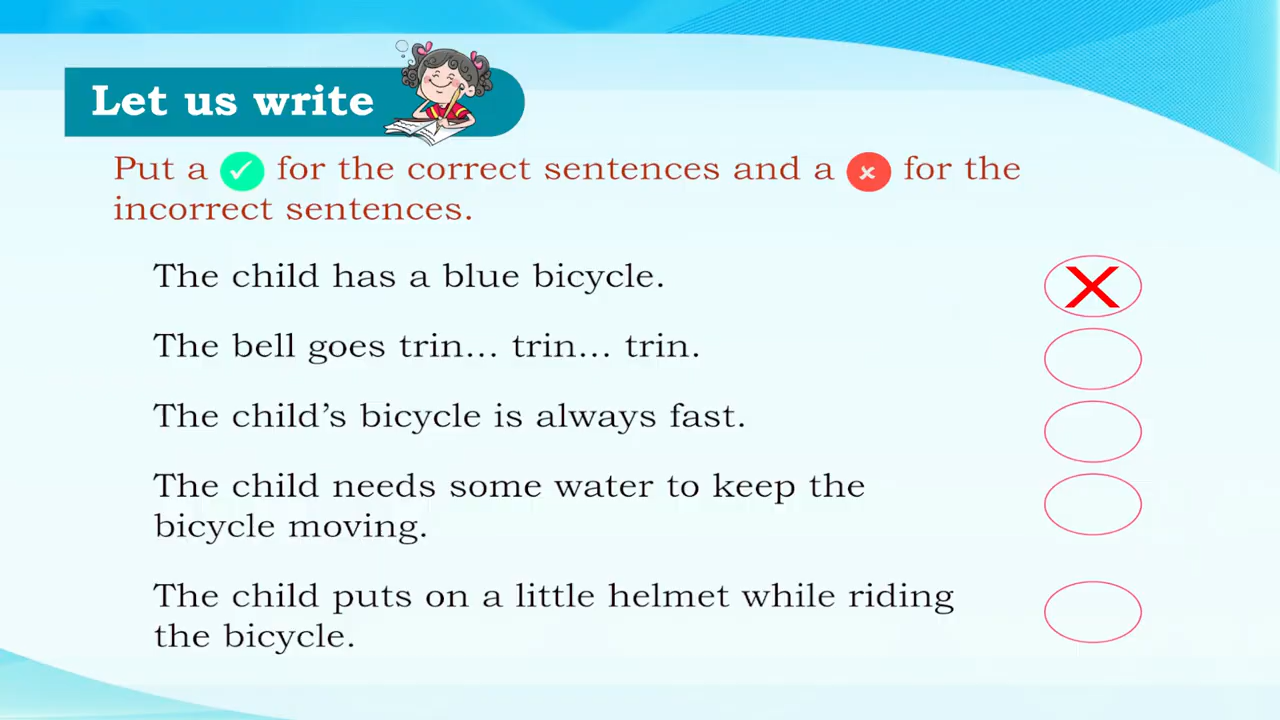 Let us write
Put a ✓ for the correct sentences and a × for the
incorrect sentences.
The child has a blue bicycle.
The bell goes trin... trin... trin.
The child’s bicycle is always fast.
The child needs some water to keep the
bicycle moving.
The child puts on a little helmet while riding
the bicycle.